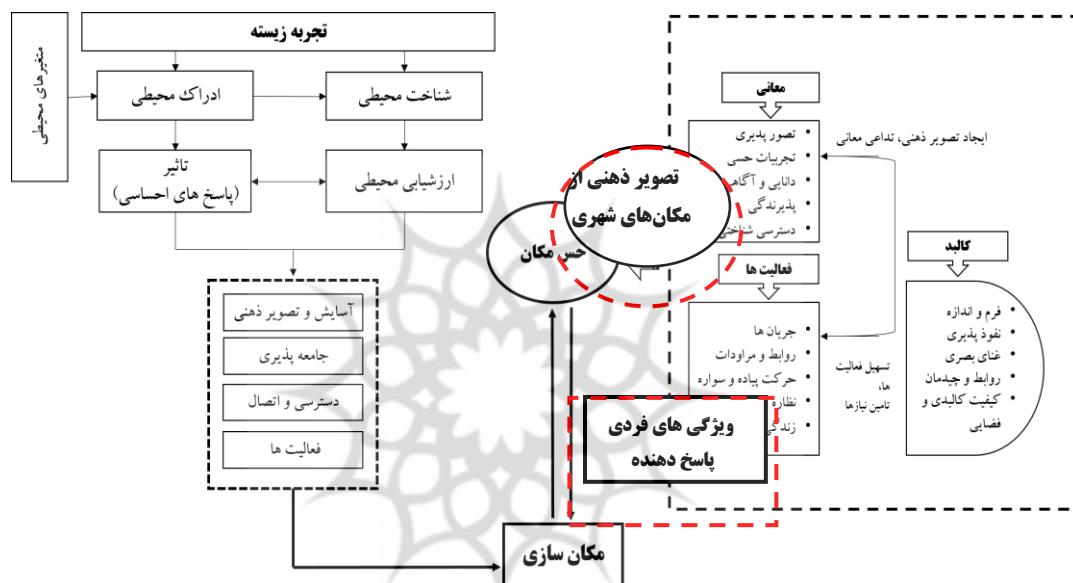 تجربه زیسته
متغیرهای محیطی
ادراک محیطی
شناخت محیطی
تاثیر
(پاسخ های احساسی)
ارزشیابی محیطی
آسایش و تصویر ذهنی
جامعه پذیری
دسترسی و اتصال
فعالیت ها
حس مکان
تصویر ذهنی از
مکان‌های شهری
ویژگی های فردی
پاسخ دهنده
مکان سازی
معانی
• تصور پذیری
• تجربیات حسی
• دانایی و
• پذیرندگی
• دسترسی شناختی
ایجاد تصویر ذهنی، تداعی معانی
فعالیت ها
• جریان ها
• روابط و مراودات
• حرکت پیاده و سواره
• نظاره
•
تسهیل فعالیت
ها،
تامین نیازها
کالبد
• فرم و اندازه
• نفوذ پذیری
• غنای بصری
• روابط و چیدمان
• کیفیت کالبدی و
فضایی